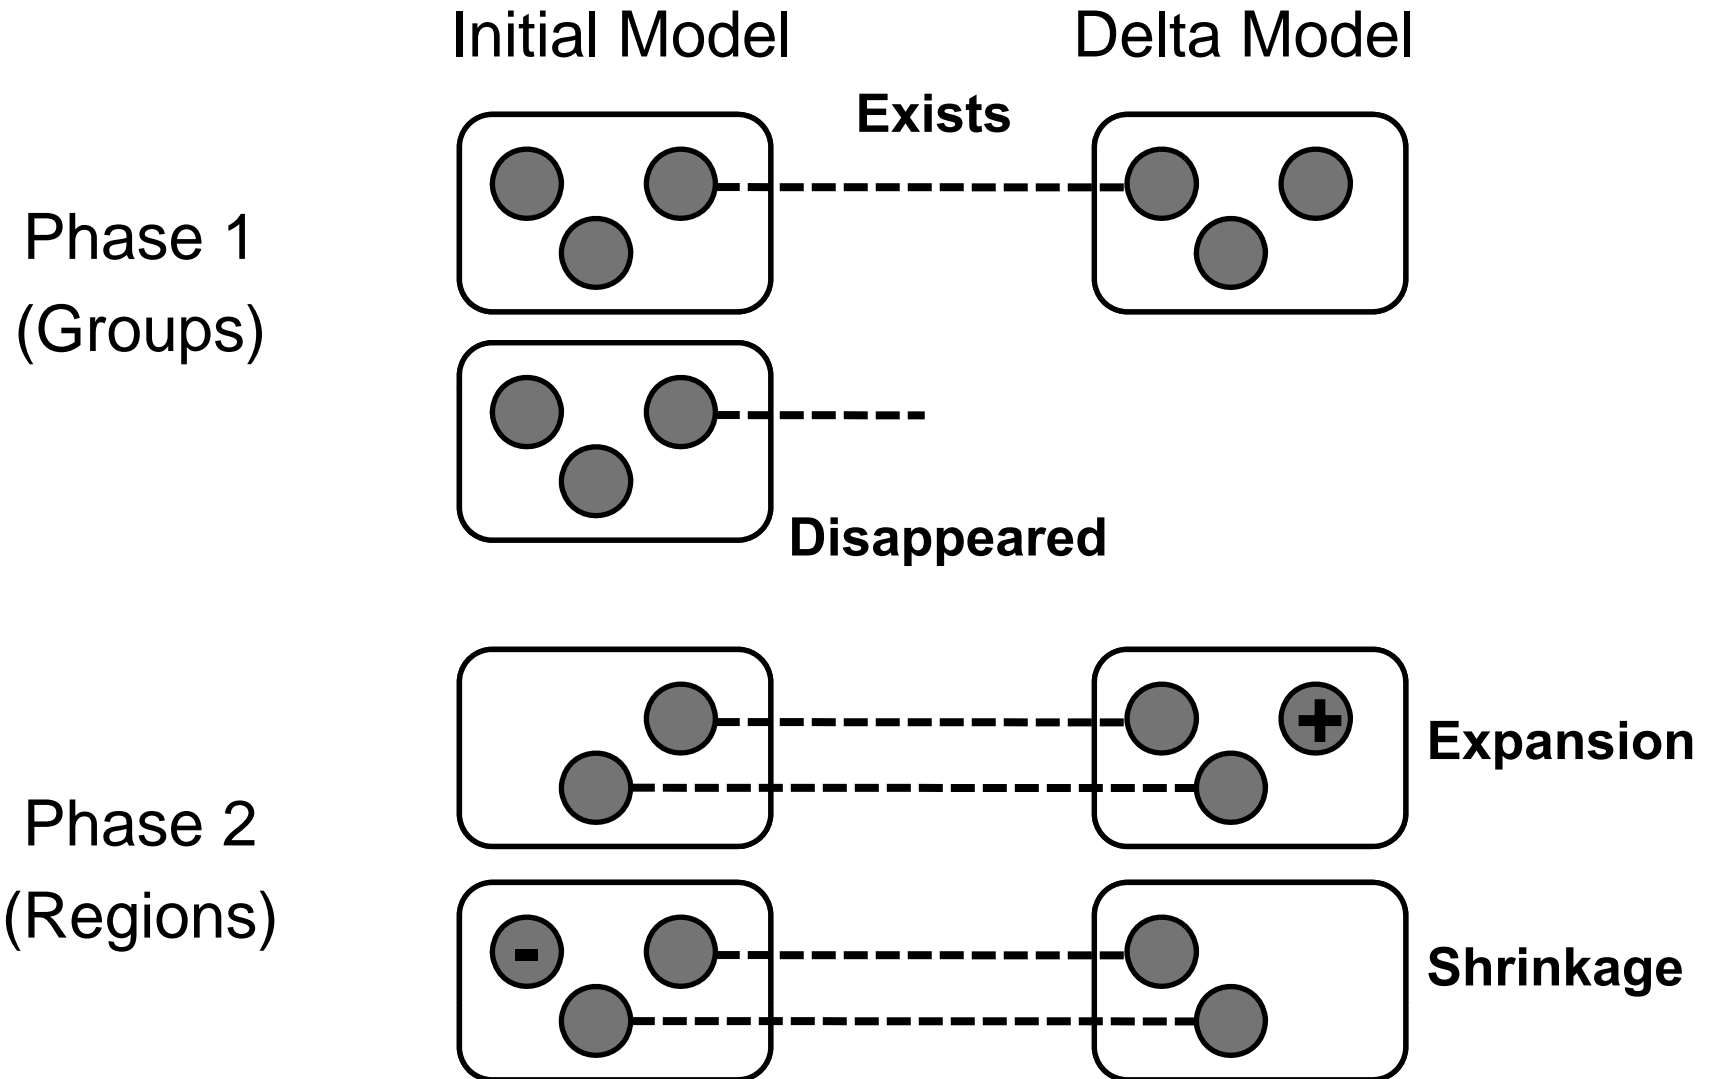 Initial Model
Delta Model
Exists
Phase 1
(Groups)
Disappeared
+
Expansion
Phase 2
(Regions)
-
Shrinkage